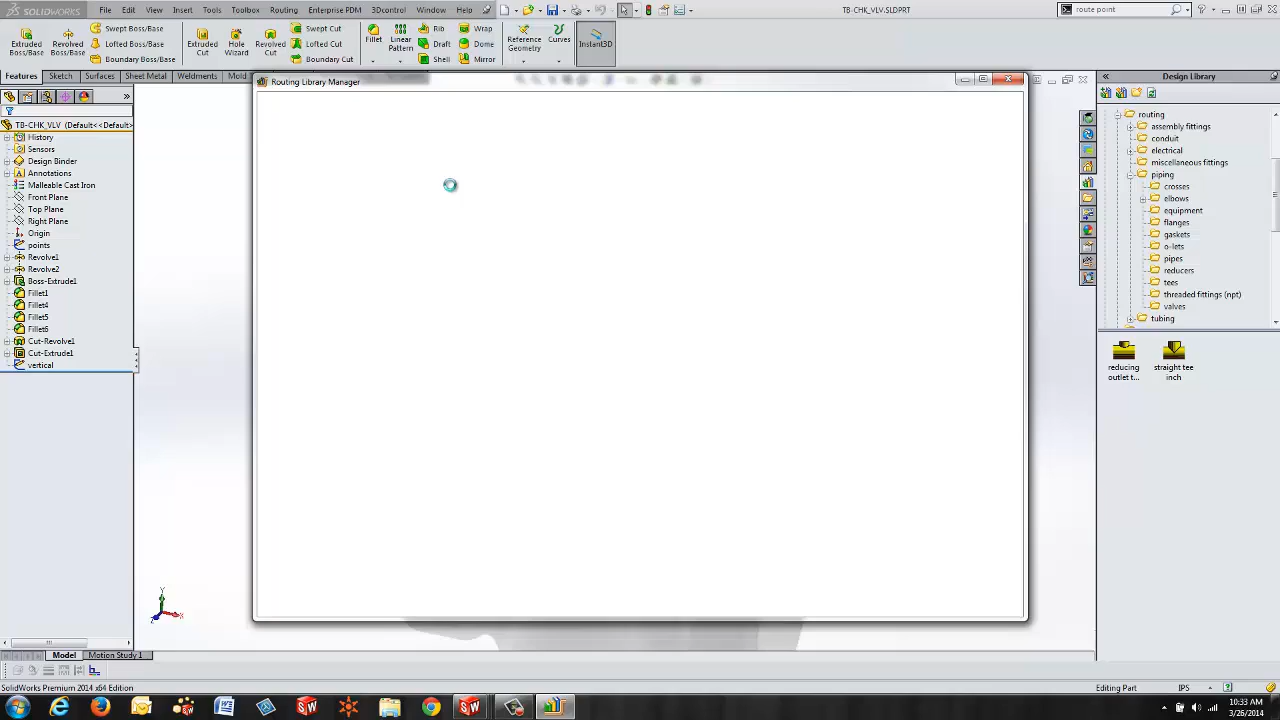 SOLIDWORKS File Edit View Insert Tools Toolbox Routing Enterprise PDM 3Dcontrol Window Help TB-CHK_VLV.SLDPRT route point
Extruded Boss/Base
Revolved Boss/Base
Swept Boss/Base
Lofted Boss/Base
Boundary Boss/Base
Extruded Cut
Hole Wizard
Revolved Cut
Swept Cut
Lofted Cut
Boundary Cut
Fillet
Linear Pattern
Rib
Draft
Shell
Wrap
Dome
Mirror
Reference Geometry
Curves
Instant3D
Features Sketch Surfaces Sheet Metal Weldments Mold
Routing Library Manager
Design Library
TB-CHK_VLV (Default<<Default>
History
Sensors
Design Binder
Annotations
Malleable Cast Iron
Front Plane
Top Plane
Right Plane
Origin
points
Revolve1
Revolve2
Boss-Extrude1
Fillet1
Fillet4
Fillet5
Fillet6
Cut-Revolve1
Cut-Extrude1
vertical
routing
assembly fittings
conduit
electrical
miscellaneous fittings
piping
crosses
elbows
equipment
flanges
gaskets
o-lets
pipes
reducers
tees
threaded fittings (npt)
valves
tubing
reducing outlet t...
straight tee inch
Y
X
Z
Model Motion Study 1
SolidWorks Premium 2014 x64 Edition Editing Part IPS
10:33 AM
3/26/2014